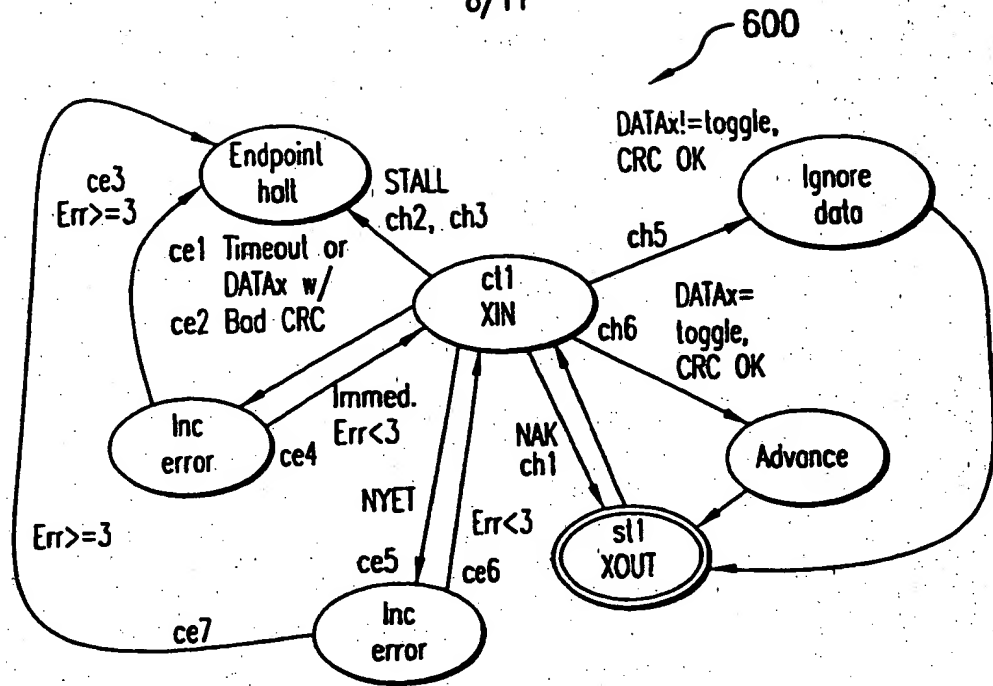 600
DATAx!=toggle,
CRC OK
Endpoint
halt
Ignore
data
ce3
Err>=3
STALL
ch2, ch3
ch5
ce1 Timeout or
DATAx w/
ce2 Bad CRC
ct1
XIN
DATAx=
toggle,
CRC OK
ch6
Immed.
Err<3
Inc
error
ce4
NAK
ch1
Advance
NYET
Err<3
Err>=3
st1
XOUT
ce5
ce6
Inc
error
ce7